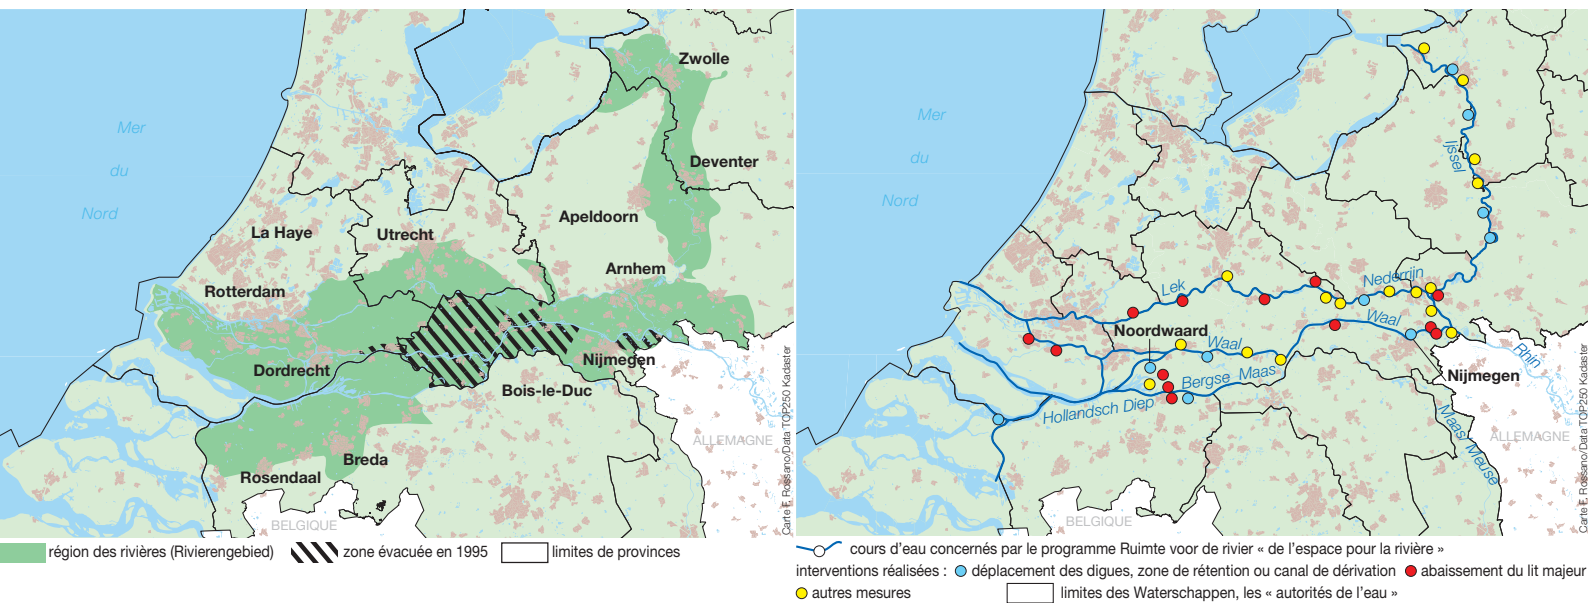 Zwolle
Mer
du
Nord
Deventer
Apeldoorn
La Haye
Utrecht
Arnhem
Rotterdam
Nijmegen
Dordrecht
Bois-le-Duc
ALLEMAGNE
Breda
Rosendaal
BELGIQUE
Carte F. Rossano/Data TOP250 Kadaster
région des rivières (Rivierengebied)
zone évacuée en 1995
limites de provinces
Mer
du
Nord
Ijssel
Nederrijn
Lek
Waal
Noordwaard
Waal
Rhin
Nijmegen
Bergse Maas
Hollandsch Diep
Maas/Meuse
ALLEMAGNE
BELGIQUE
Carte F. Rossano/Data TOP250 Kadaster
cours d'eau concernés par le programme Ruimte voor de rivier « de l'espace pour la rivière »
interventions réalisées : déplacement des digues, zone de rétention ou canal de dérivation abaissement du lit majeur
autres mesures limites des Waterschappen, les « autorités de l'eau »